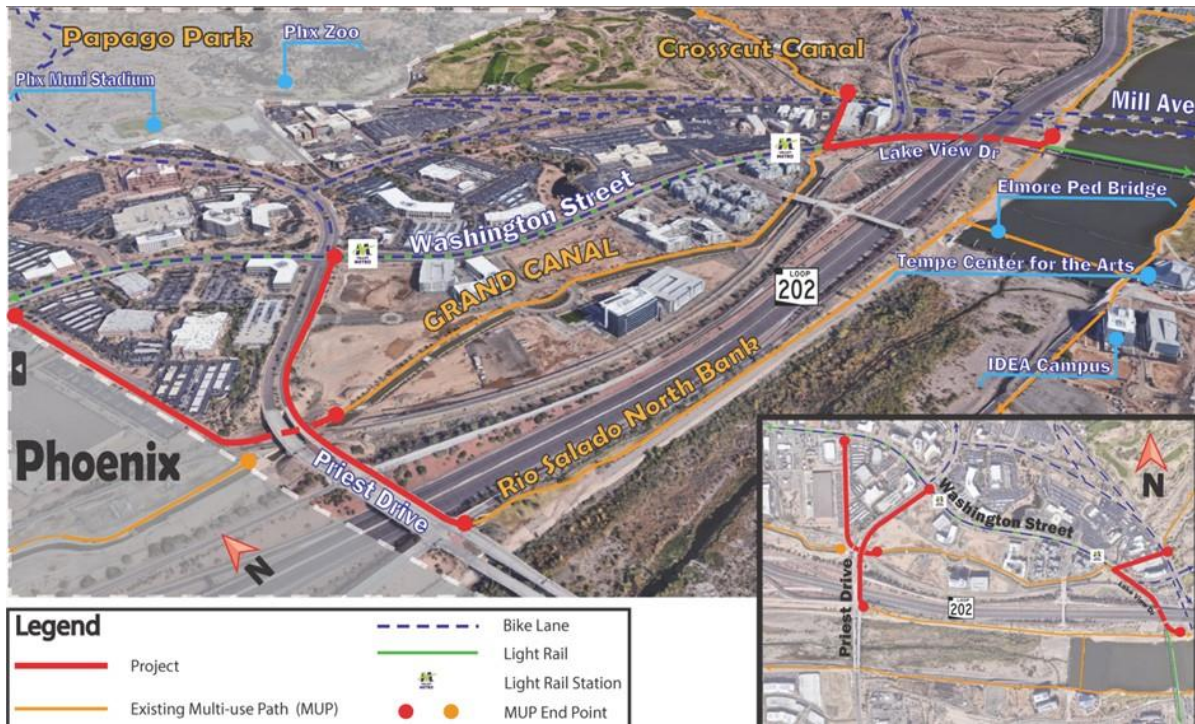 Papago Park
Phx Zoo
Crosscut Canal
Phx Muni Stadium
Mill Ave
VALLEY METRO
Lake View Dr
Washington Street
Elmore Ped Bridge
GRAND CANAL
Tempe Center for the Arts
LOOP
202
IDEA Campus
Rio Salado North Bank
Phoenix
Priest Drive
N
N
Washington Street
Priest Drive
LOOP
202
Lake View Dr
Legend
Project
Existing Multi-use Path (MUP)
Bike Lane
Light Rail
Light Rail Station
MUP End Point